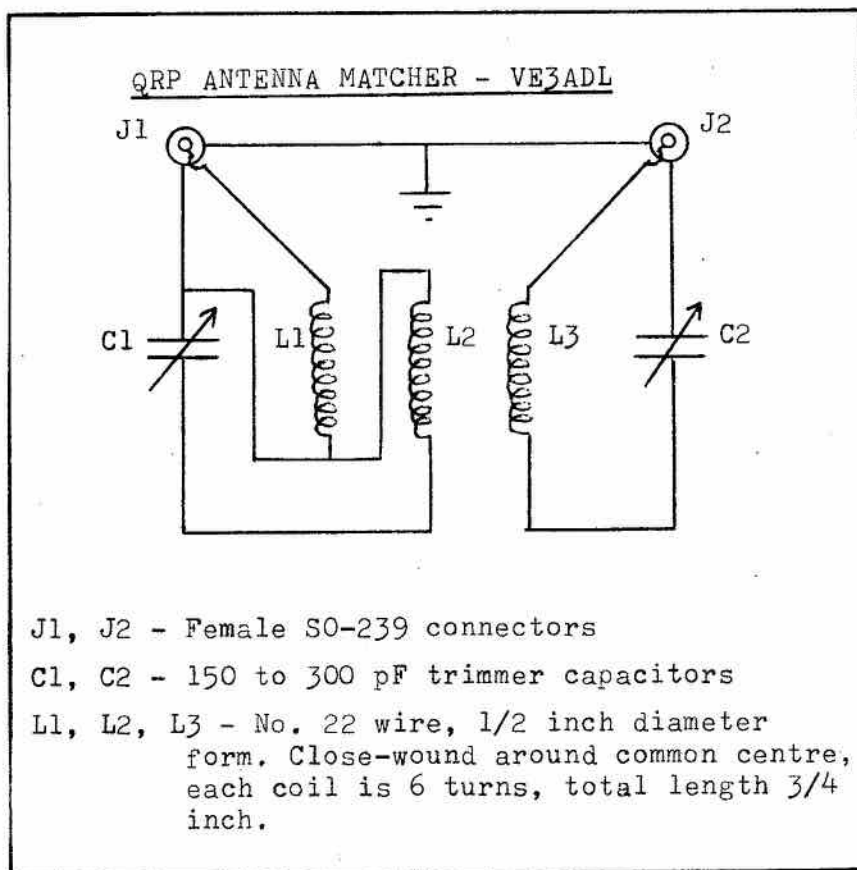 QRP ANTENNA MATCHER - VE3ADL
J1
J2
C1
L1
L2
L3
C2
J1, J2 - Female SO-239 connectors
C1, C2 - 150 to 300 pF trimmer capacitors
L1, L2, L3 - No. 22 wire, 1/2 inch diameter
form. Close-wound around common centre,
each coil is 6 turns, total length 3/4
inch.